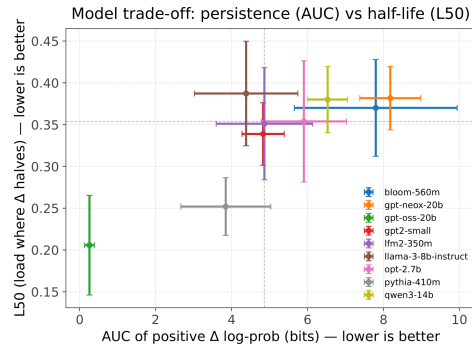 Model trade-off: persistence (AUC) vs half-life (L50)
L50 (load where Δ halves) — lower is better
0.45
0.40
0.35
0.30
0.25
0.20
0.15
bloom-560m
gpt-neox-20b
gpt-oss-20b
gpt2-small
lfm2-350m
llama-3-8b-instruct
opt-2.7b
pythia-410m
qwen3-14b
0 2 4 6 8 10
AUC of positive Δ log-prob (bits) — lower is better